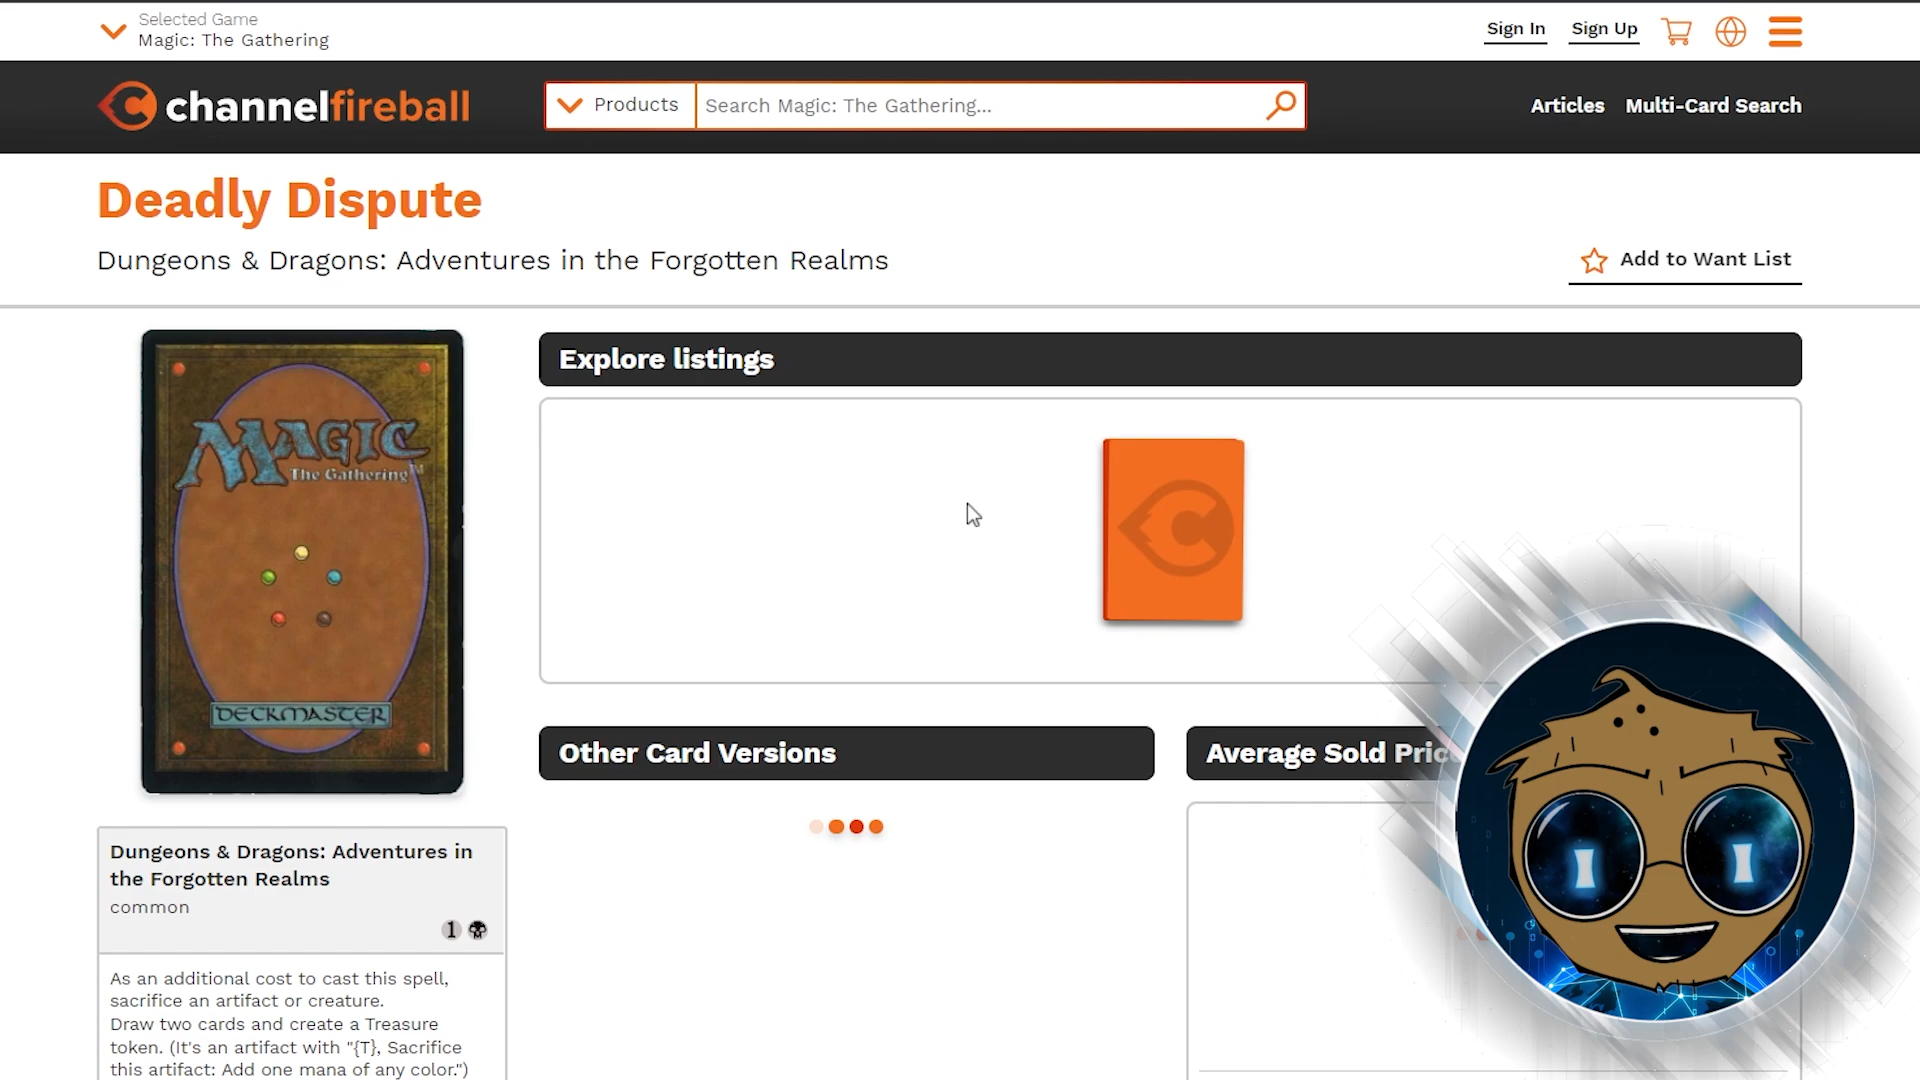 Selected Game
Magic: The Gathering
Sign In
Sign Up
channelfireball
Products
Search Magic: The Gathering...
Articles
Multi-Card Search
Deadly Dispute
Dungeons & Dragons: Adventures in the Forgotten Realms
Add to Want List
MAGIC
The Gathering™
DECKMASTER
Explore listings
Other Card Versions
Average Sold Pric
Dungeons & Dragons: Adventures in
the Forgotten Realms
common
1
As an additional cost to cast this spell,
sacrifice an artifact or creature.
Draw two cards and create a Treasure
token. (It's an artifact with "{T}, Sacrifice
this artifact: Add one mana of any color.")